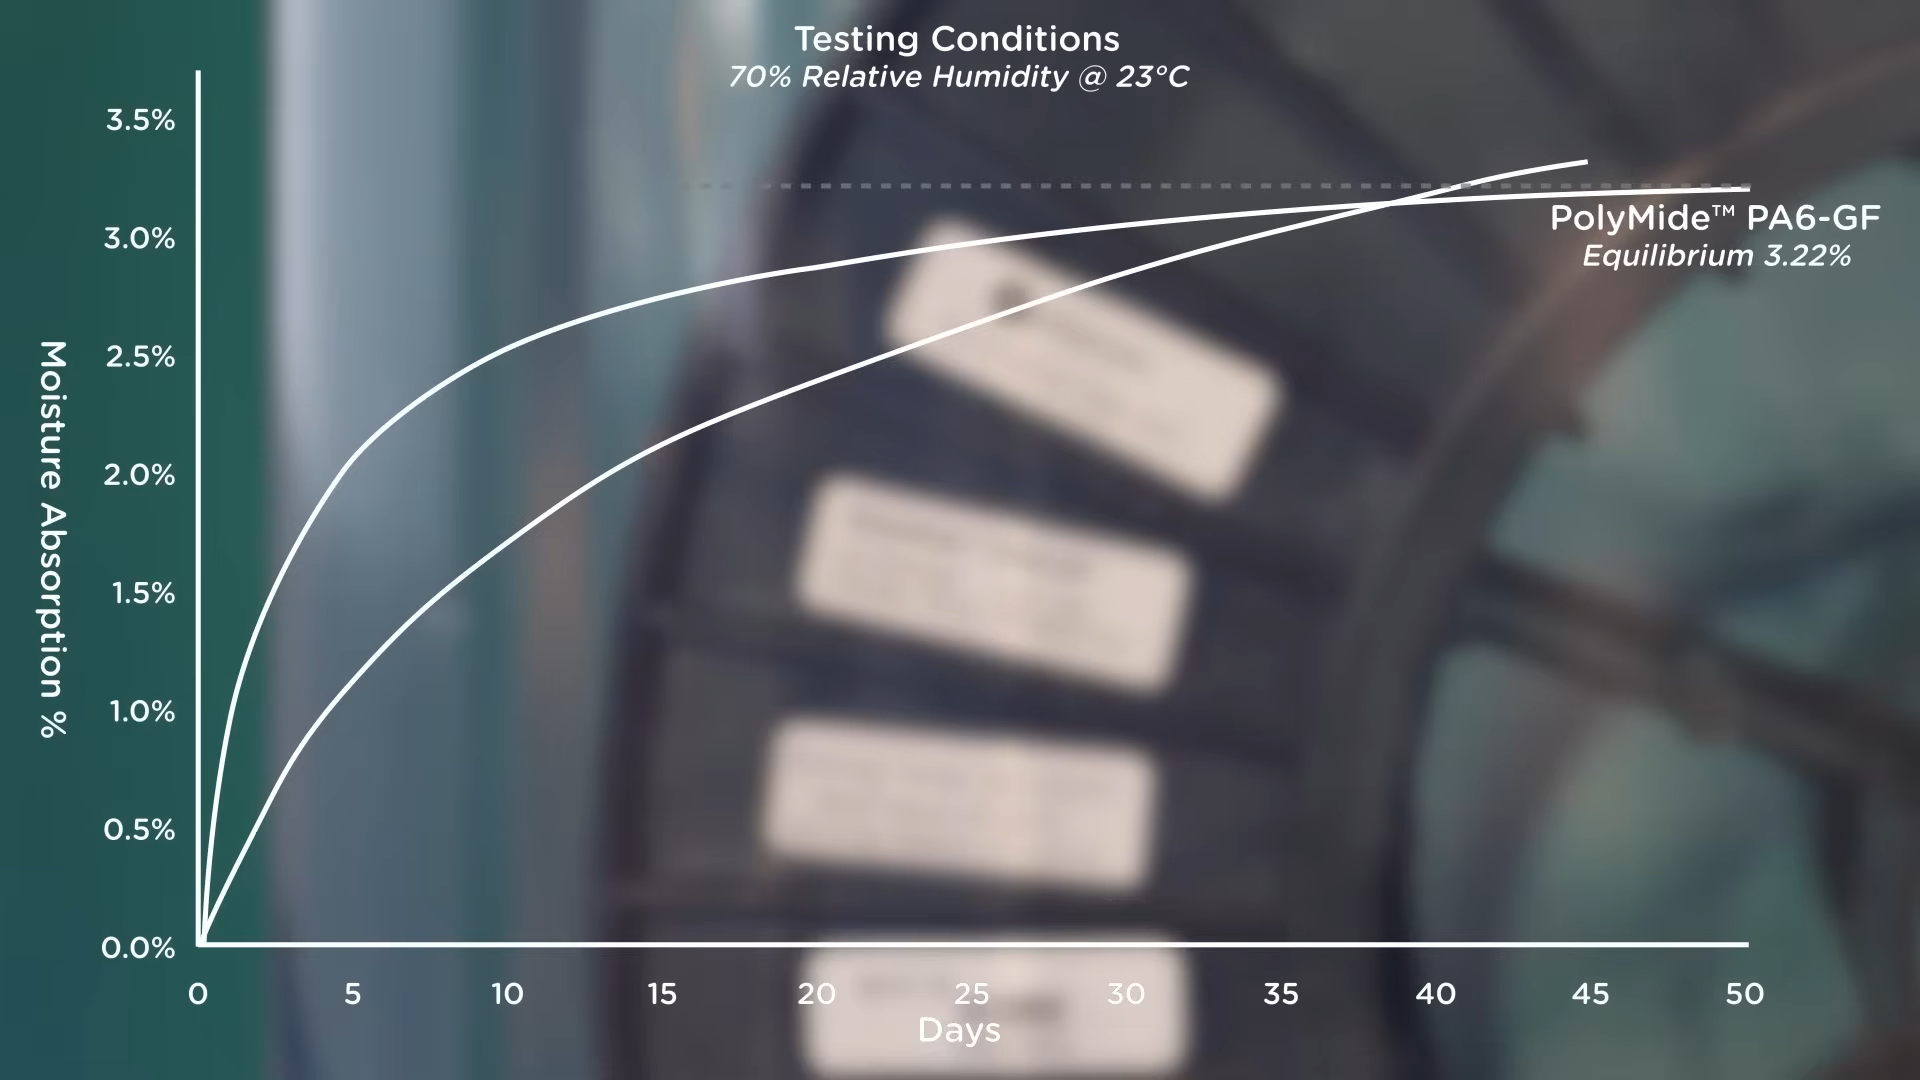 Testing Conditions
70% Relative Humidity @ 23°C
3.5%
3.0%
2.5%
2.0%
1.5%
1.0%
0.5%
0.0%
Moisture Absorption %
PolyMide™ PA6-GF
Equilibrium 3.22%
0 5 10 15 20 25 30 35 40 45 50
Days